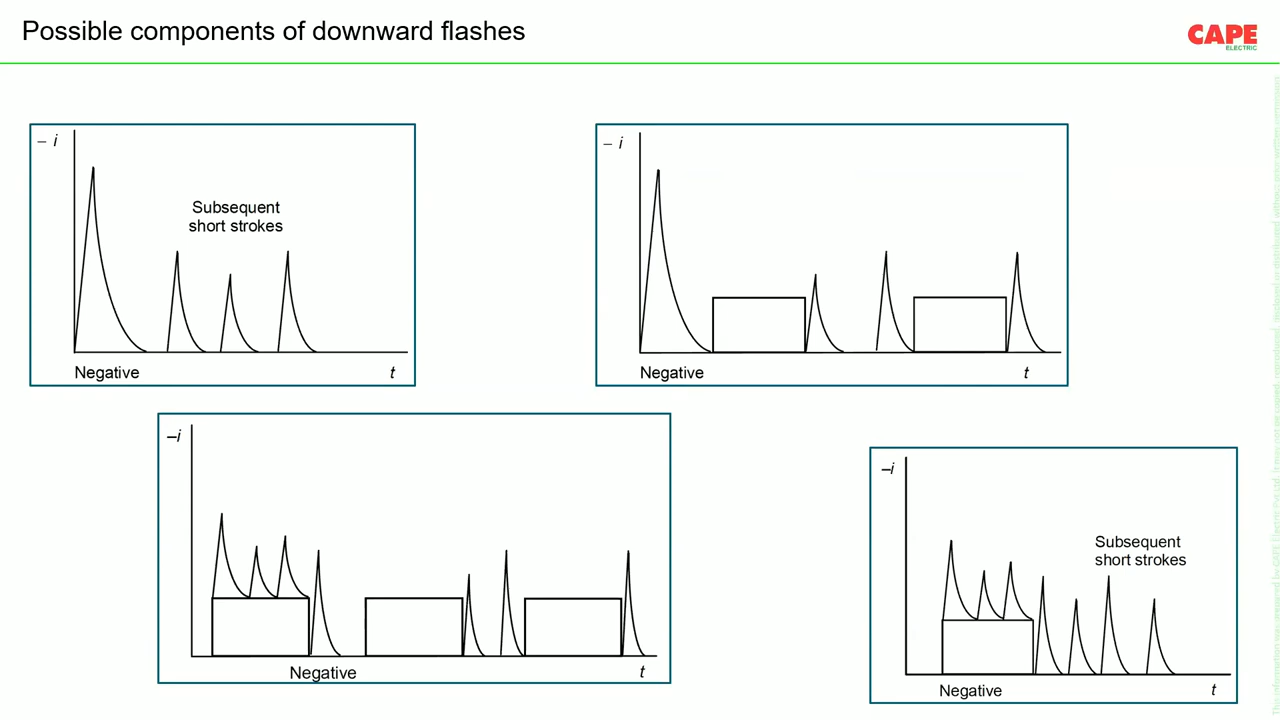 Possible components of downward flashes
CAPE
ELECTRIC
– i
Subsequent
short strokes
Negative
t
– i
Negative
t
–i
Negative
t
–i
Subsequent
short strokes
Negative
t